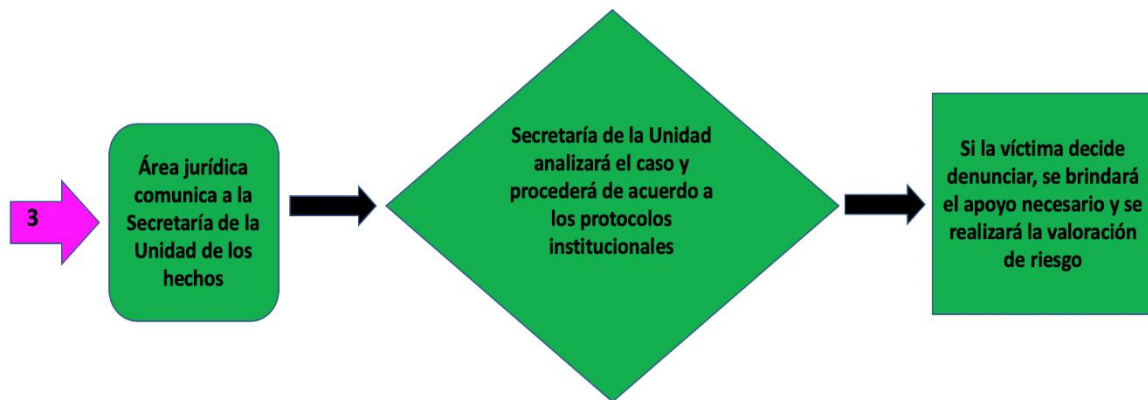 3
Área jurídica
comunica a la
Secretaría de la
Unidad de los
hechos
Secretaría de la Unidad
analizará el caso y
procederá de acuerdo a
los protocolos
institucionales
Si la víctima decide
denunciar, se brindará
el apoyo necesario y se
realizará la valoración
de riesgo